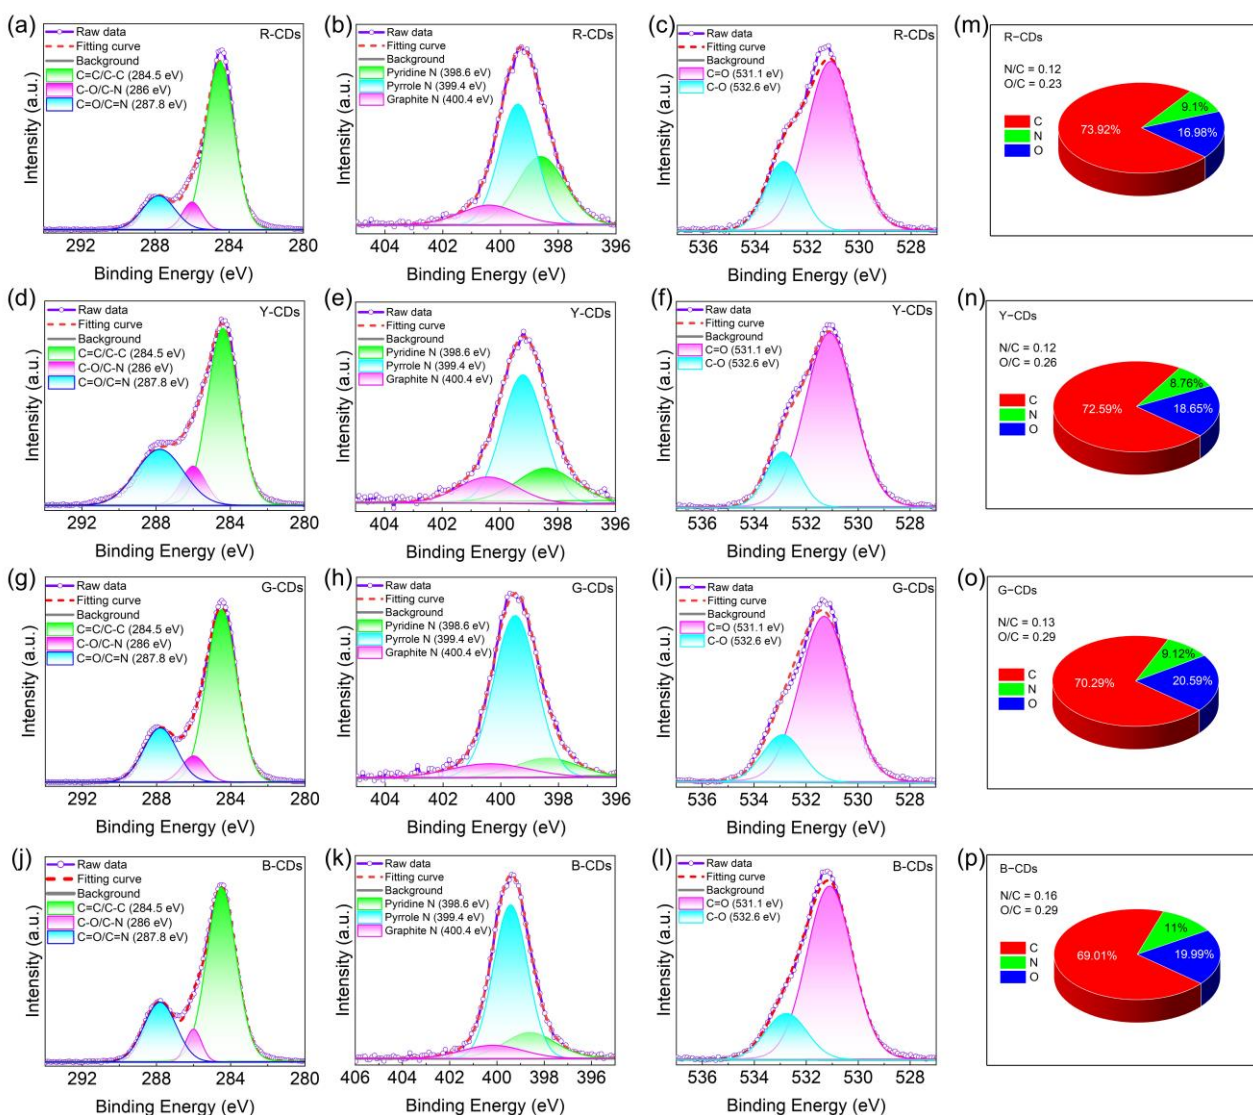 (a)
Raw data
R-CDs
Fitting curve
Background
C=C/C-C (284.5 eV)
C-O/C-N (286 eV)
C=O/C=N (287.8 eV)
Intensity (a.u.)
292 288 284 280
Binding Energy (eV)
(b)
Raw data
R-CDs
Fitting curve
Background
Pyridine N (398.6 eV)
Pyrrole N (399.4 eV)
Graphite N (400.4 eV)
Intensity (a.u.)
404 402 400 398 396
Binding Energy (eV)
(c)
Raw data
R-CDs
Fitting curve
Background
C=O (531.1 eV)
C-O (532.6 eV)
Intensity (a.u.)
536 534 532 530 528
Binding Energy (eV)
(m)
R-CDs
N/C = 0.12
O/C = 0.23
C
N
O
9.1%
73.92%
16.98%
(d)
Raw data
Y-CDs
Fitting curve
Background
C=C/C-C (284.5 eV)
C-O/C-N (286 eV)
C=O/C=N (287.8 eV)
Intensity (a.u.)
292 288 284 280
Binding Energy (eV)
(e)
Raw data
Y-CDs
Fitting curve
Background
Pyridine N (398.6 eV)
Pyrrole N (399.4 eV)
Graphite N (400.4 eV)
Intensity (a.u.)
404 402 400 398 396
Binding Energy (eV)
(f)
Raw data
Y-CDs
Fitting curve
Background
C=O (531.1 eV)
C-O (532.6 eV)
Intensity (a.u.)
536 534 532 530 528
Binding Energy (eV)
(n)
Y-CDs
N/C = 0.12
O/C = 0.26
C
N
O
8.76%
72.59%
18.65%
(g)
Raw data
G-CDs
Fitting curve
Background
C=C/C-C (284.5 eV)
C-O/C-N (286 eV)
C=O/C=N (287.8 eV)
Intensity (a.u.)
292 288 284 280
Binding Energy (eV)
(h)
Raw data
G-CDs
Fitting curve
Background
Pyridine N (398.6 eV)
Pyrrole N (399.4 eV)
Graphite N (400.4 eV)
Intensity (a.u.)
404 402 400 398 396
Binding Energy (eV)
(i)
Raw data
G-CDs
Fitting curve
Background
C=O (531.1 eV)
C-O (532.6 eV)
Intensity (a.u.)
536 534 532 530 528
Binding Energy (eV)
(o)
G-CDs
N/C = 0.13
O/C = 0.29
C
N
O
9.12%
70.29%
20.59%
(j)
Raw data
B-CDs
Fitting curve
Background
C=C/C-C (284.5 eV)
C-O/C-N (286 eV)
C=O/C=N (287.8 eV)
Intensity (a.u.)
292 288 284 280
Binding Energy (eV)
(k)
Raw data
B-CDs
Fitting curve
Background
Pyridine N (398.6 eV)
Pyrrole N (399.4 eV)
Graphite N (400.4 eV)
Intensity (a.u.)
406 404 402 400 398 396
Binding Energy (eV)
(l)
Raw data
B-CDs
Fitting curve
Background
C=O (531.1 eV)
C-O (532.6 eV)
Intensity (a.u.)
536 534 532 530 528
Binding Energy (eV)
(p)
B-CDs
N/C = 0.16
O/C = 0.29
C
N
O
11%
69.01%
19.99%